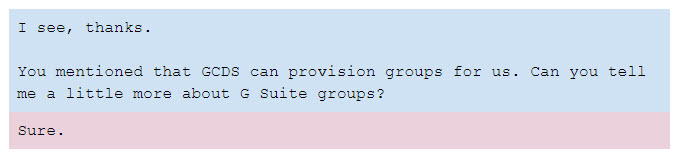 I see, thanks.
You mentioned that GCDS can provision groups for us. Can you tell
me a little more about G Suite groups?
Sure.